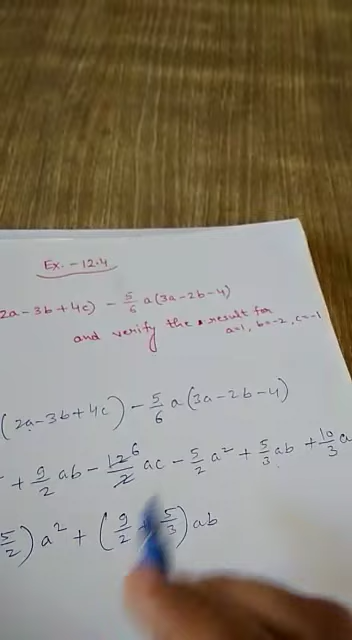 Ex. - 12.4
2a-3b+4c) - 5/6 a(3a-2b-4)
and verify the result for
a=1, b=-2, c=-1
(2a-3b+4c) - 5/6 a(3a-2b-4)
+ 9/2 ab - 12/2 6 ac - 5/2 a² + 5/3 ab + 10/3 a
5/2) a² + (9/2 + 5/3) ab